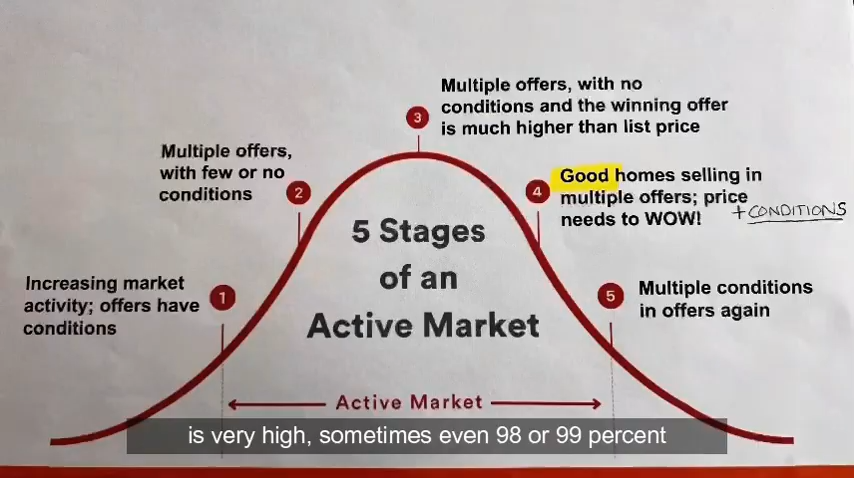 Multiple offers, with no
conditions and the winning offer
is much higher than list price
3
Multiple offers,
with few or no
conditions
2
4
Good homes selling in
multiple offers; price
needs to WOW!
+CONDITIONS
5 Stages
of an
Active Market
Increasing market
activity; offers have
conditions
1
5
Multiple conditions
in offers again
Active Market
is very high, sometimes even 98 or 99 percent